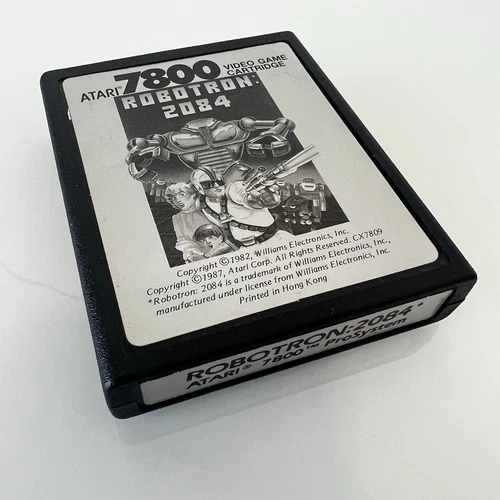 ATARI® 7800 VIDEO GAME CARTRIDGE
ROBOTRON:
2084
Copyright ©1982, Williams Electronics, Inc.
Copyright ©1987, Atari Corp. All Rights Reserved. CX7809
*Robotron: 2084 is a trademark of Williams Electronics, Inc.,
manufactured under license from Williams Electronics, Inc.
Printed in Hong Kong
ROBOTRON:2084*
ATARI® 7800™ ProSystem